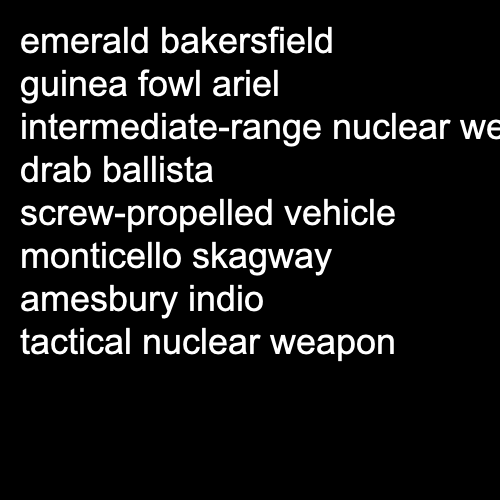 emerald bakersfield
guinea fowl ariel
intermediate-range nuclear we
drab ballista
screw-propelled vehicle
monticello skagway
amesbury indio
tactical nuclear weapon